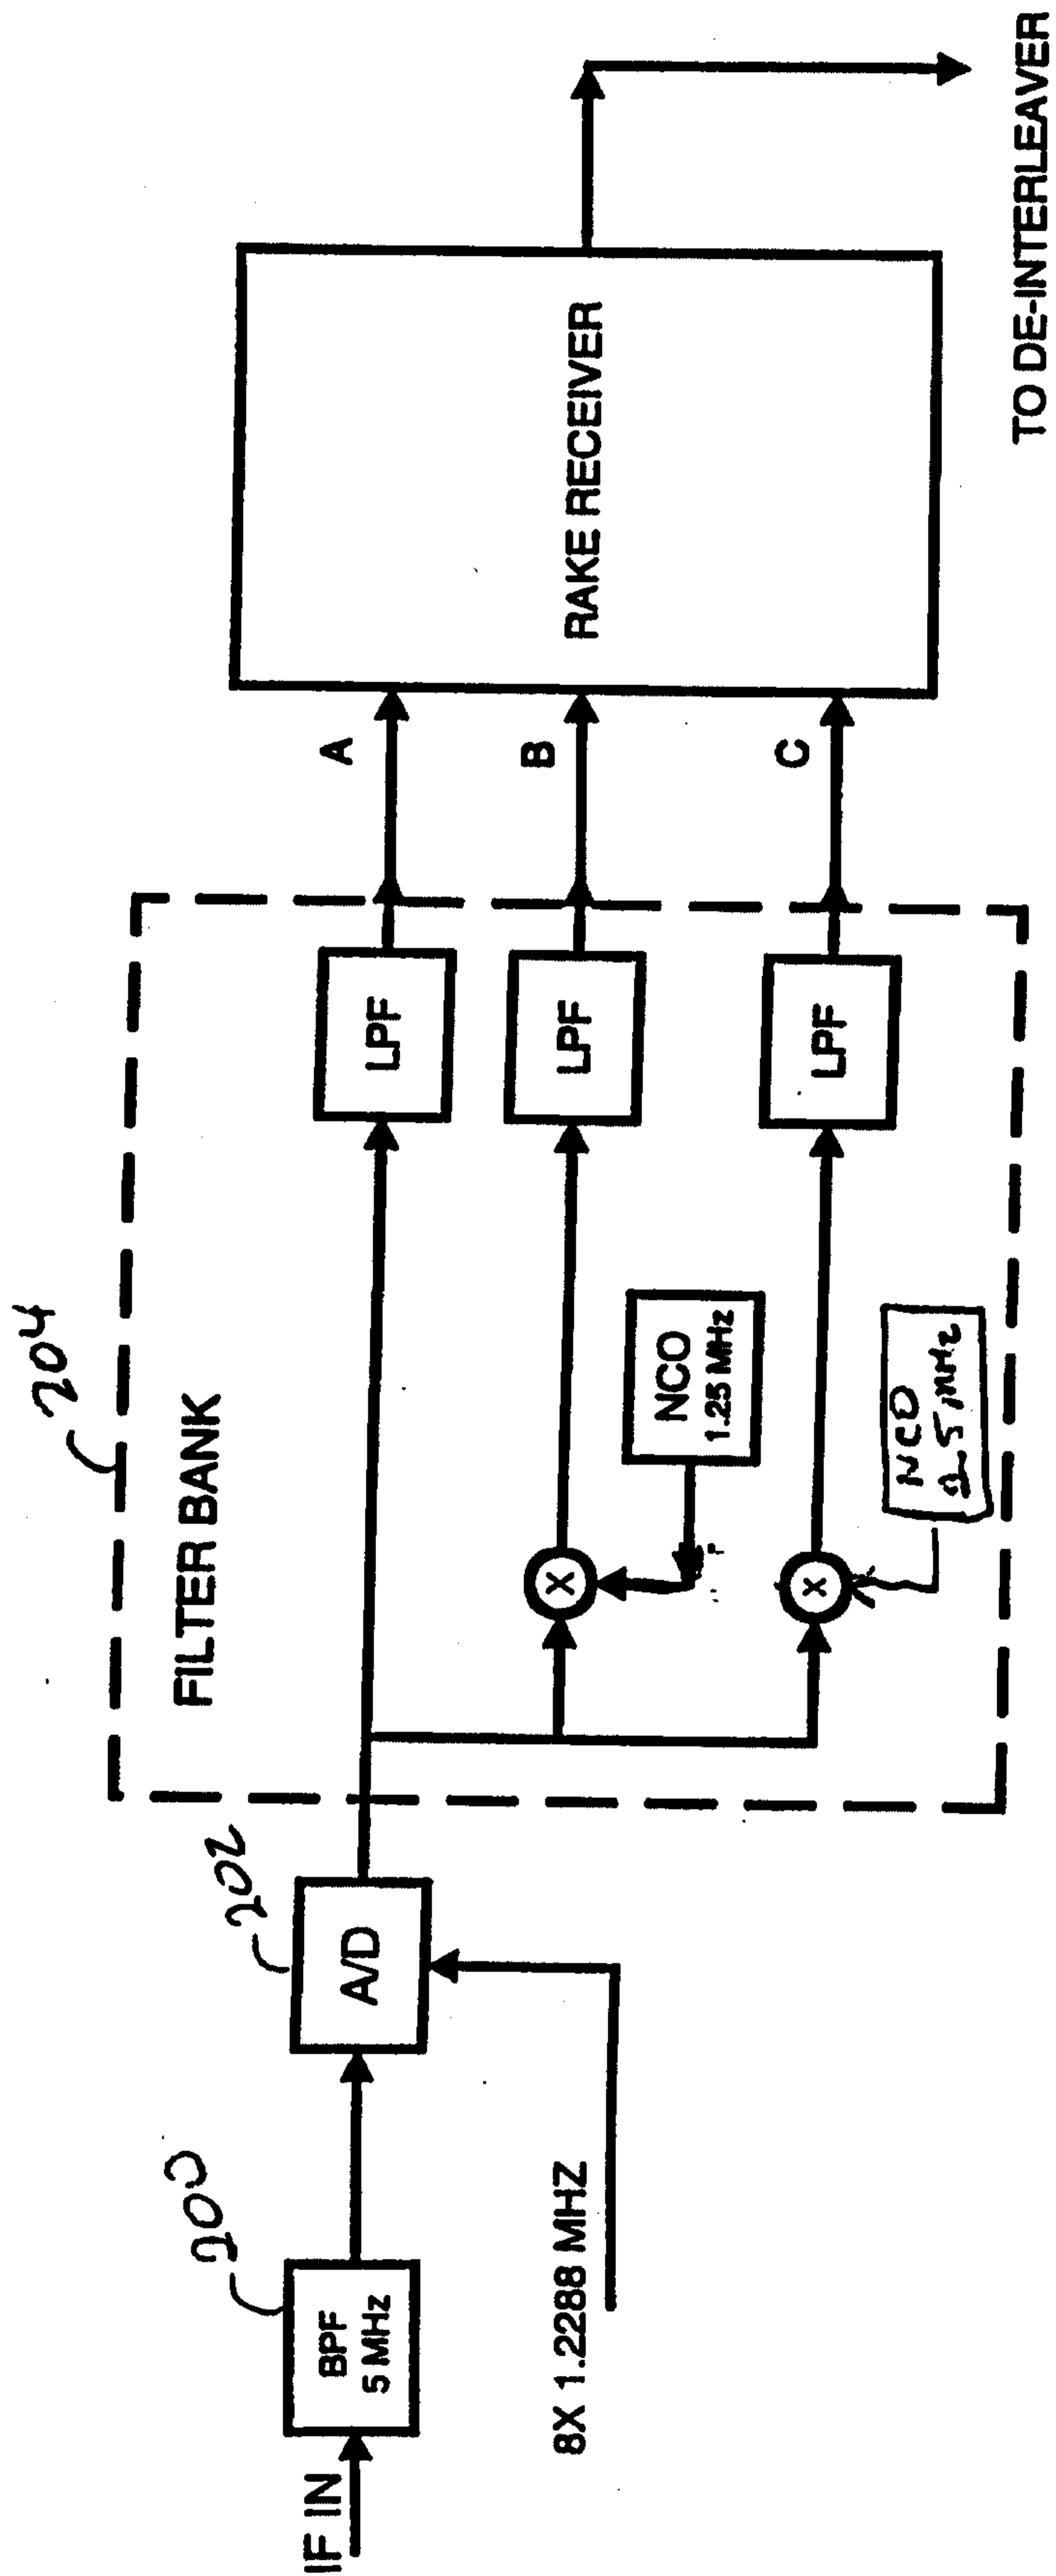 204
FILTER BANK
200
202
IF IN
BPF
5 MHz
A/D
8X 1.2288 MHZ
LPF
LPF
LPF
NCO
1.25 MHz
NCO
2.5 MHz
X
X
A
B
C
RAKE RECEIVER
TO DE-INTERLEAVER